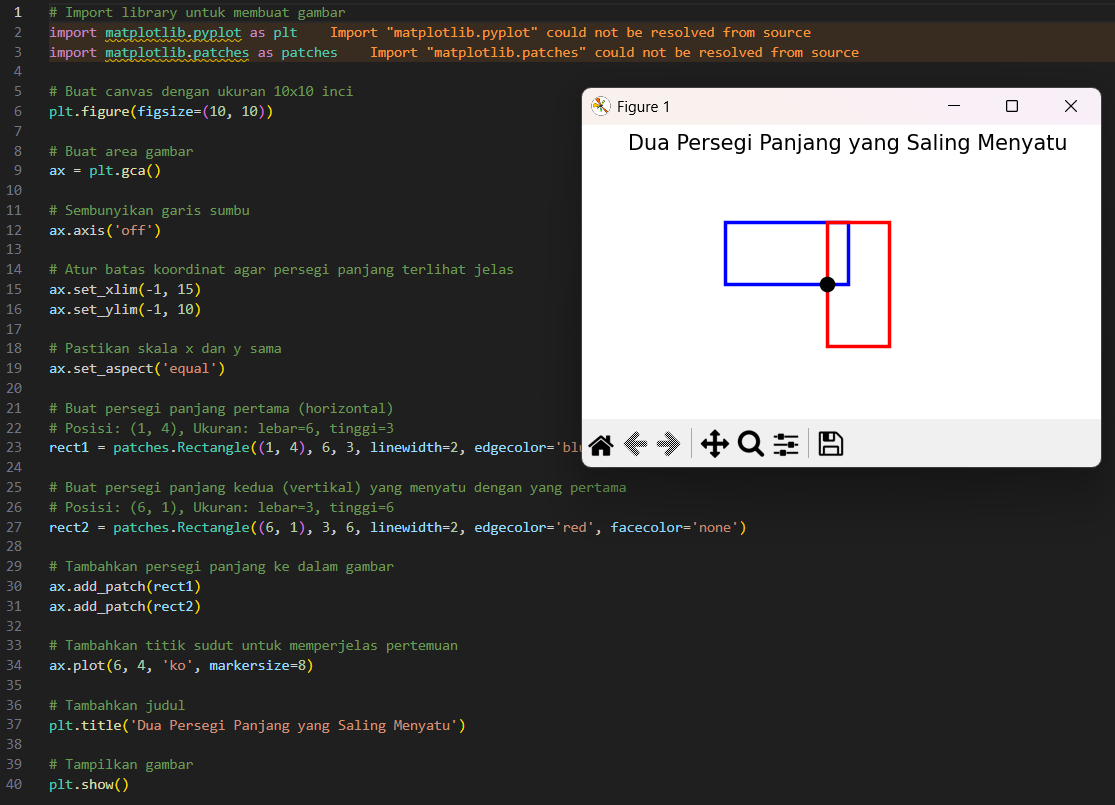 1 # Import library untuk membuat gambar
2 import matplotlib.pyplot as plt Import "matplotlib.pyplot" could not be resolved from source
3 import matplotlib.patches as patches Import "matplotlib.patches" could not be resolved from source
4
5 # Buat canvas dengan ukuran 10x10 inci
6 plt.figure(figsize=(10, 10))
7
8 # Buat area gambar
9 ax = plt.gca()
10
11 # Sembunyikan garis sumbu
12 ax.axis('off')
13
14 # Atur batas koordinat agar persegi panjang terlihat jelas
15 ax.set_xlim(-1, 15)
16 ax.set_ylim(-1, 10)
17
18 # Pastikan skala x dan y sama
19 ax.set_aspect('equal')
20
21 # Buat persegi panjang pertama (horizontal)
22 # Posisi: (1, 4), Ukuran: lebar=6, tinggi=3
23 rect1 = patches.Rectangle((1, 4), 6, 3, linewidth=2, edgecolor='blu
24
25 # Buat persegi panjang kedua (vertikal) yang menyatu dengan yang pertama
26 # Posisi: (6, 1), Ukuran: lebar=3, tinggi=6
27 rect2 = patches.Rectangle((6, 1), 3, 6, linewidth=2, edgecolor='red', facecolor='none')
28
29 # Tambahkan persegi panjang ke dalam gambar
30 ax.add_patch(rect1)
31 ax.add_patch(rect2)
32
33 # Tambahkan titik sudut untuk memperjelas pertemuan
34 ax.plot(6, 4, 'ko', markersize=8)
35
36 # Tambahkan judul
37 plt.title('Dua Persegi Panjang yang Saling Menyatu')
38
39 # Tampilkan gambar
40 plt.show()
Figure 1
Dua Persegi Panjang yang Saling Menyatu